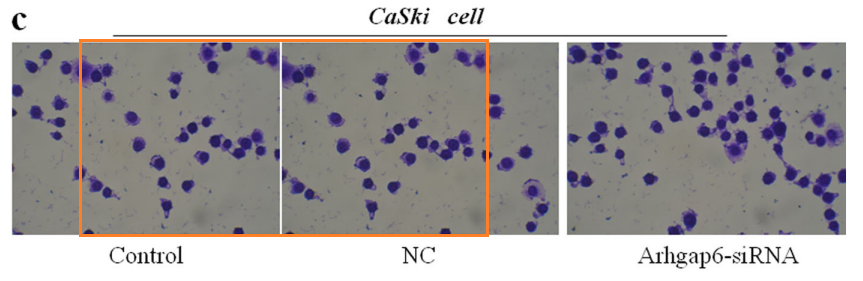 c
CaSki cell
Control NC Arhgap6-siRNA